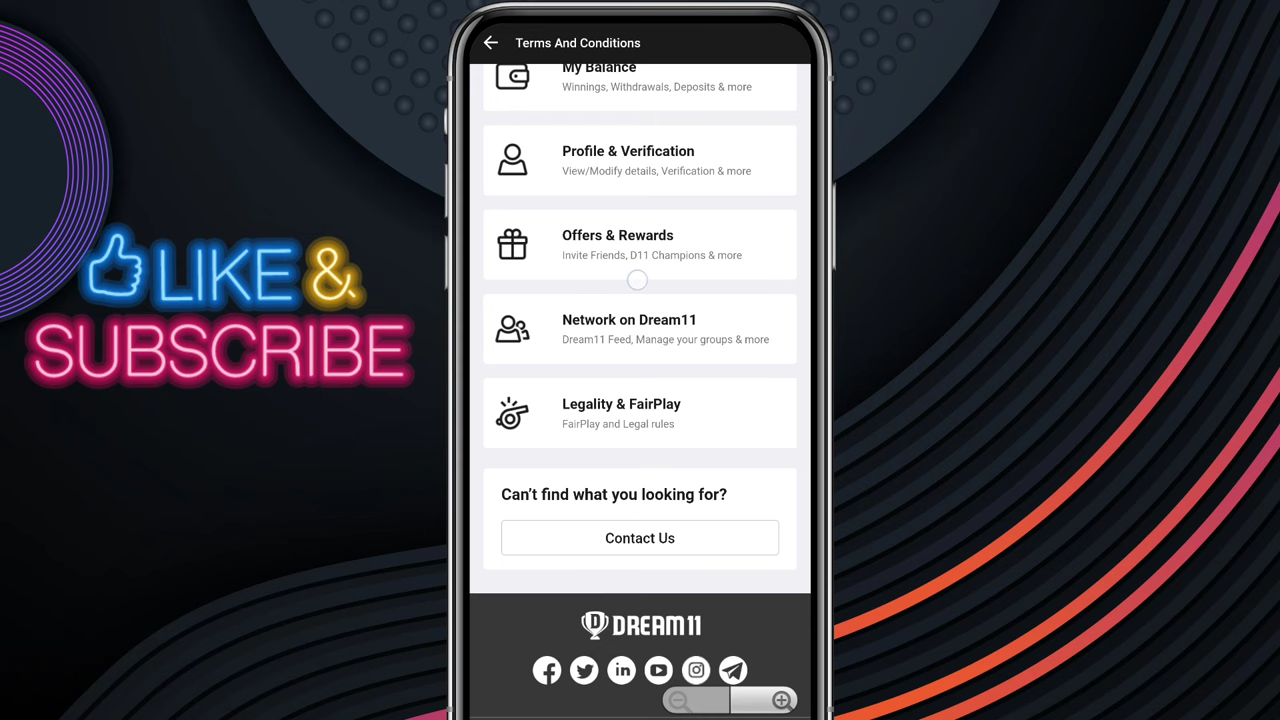 Terms And Conditions
My Balance
Winnings, Withdrawals, Deposits & more
Profile & Verification
View/Modify details, Verification & more
Offers & Rewards
Invite Friends, D11 Champions & more
Network on Dream11
Dream11 Feed, Manage your groups & more
Legality & FairPlay
FairPlay and Legal rules
Can't find what you looking for?
Contact Us
DREAM11
LIKE &
SUBSCRIBE